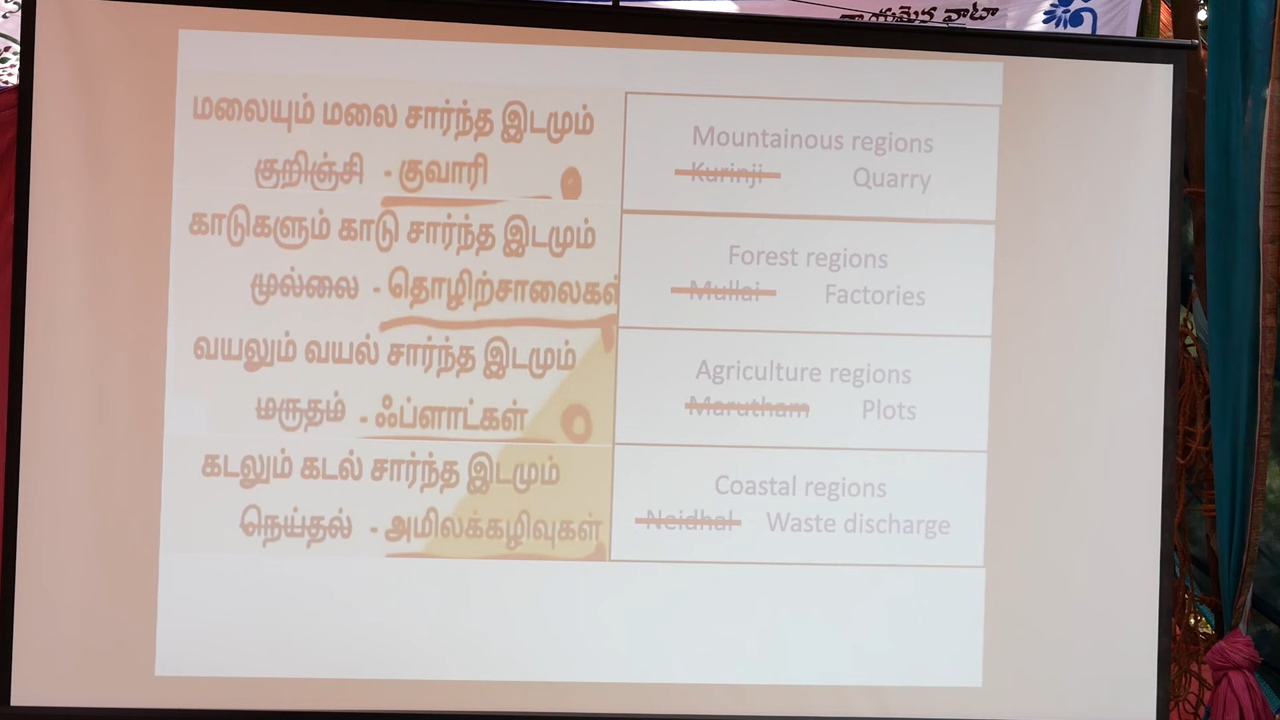 మైన వాటా
மலையும் மலை சார்ந்த இடமும்
குறிஞ்சி - குவாரி
காடுகளும் காடு சார்ந்த இடமும்
முல்லை - தொழிற்சாலைகள்
வயலும் வயல் சார்ந்த இடமும்
மருதம் - ஃப்ளாட்கள்
கடலும் கடல் சார்ந்த இடமும்
நெய்தல் - அமிலக்கழிவுகள்
Mountainous regions
Kurinji Quarry
Forest regions
Mullai Factories
Agriculture regions
Marutham Plots
Coastal regions
Neidhal Waste discharge